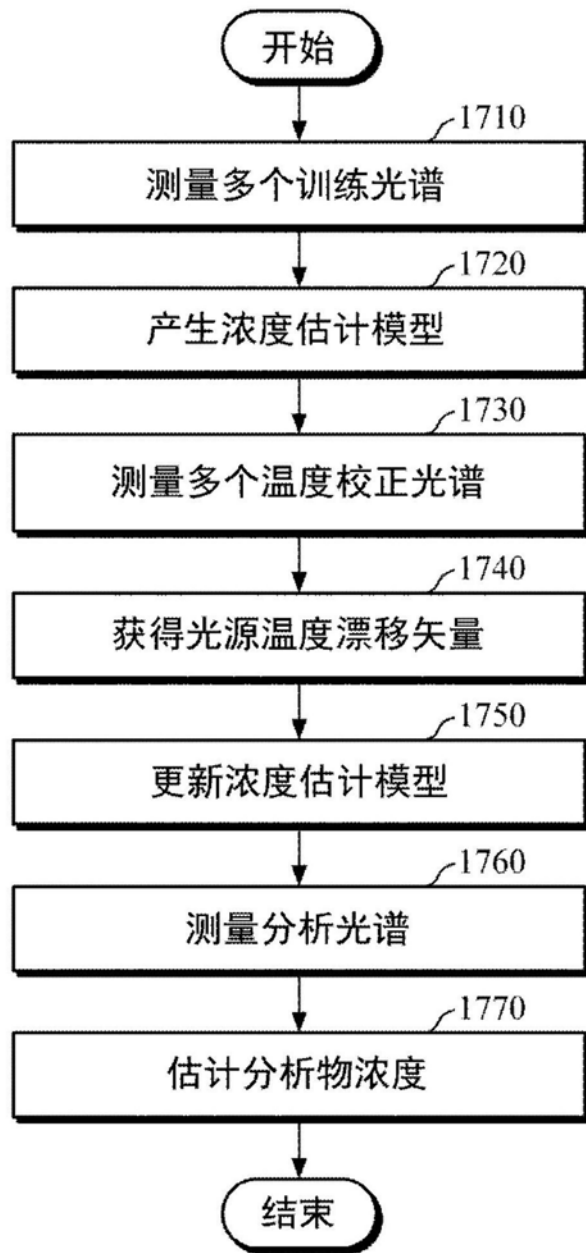 开始
1710
测量多个训练光谱
1720
产生浓度估计模型
1730
测量多个温度校正光谱
1740
获得光源温度漂移矢量
1750
更新浓度估计模型
1760
测量分析光谱
1770
估计分析物浓度
结束